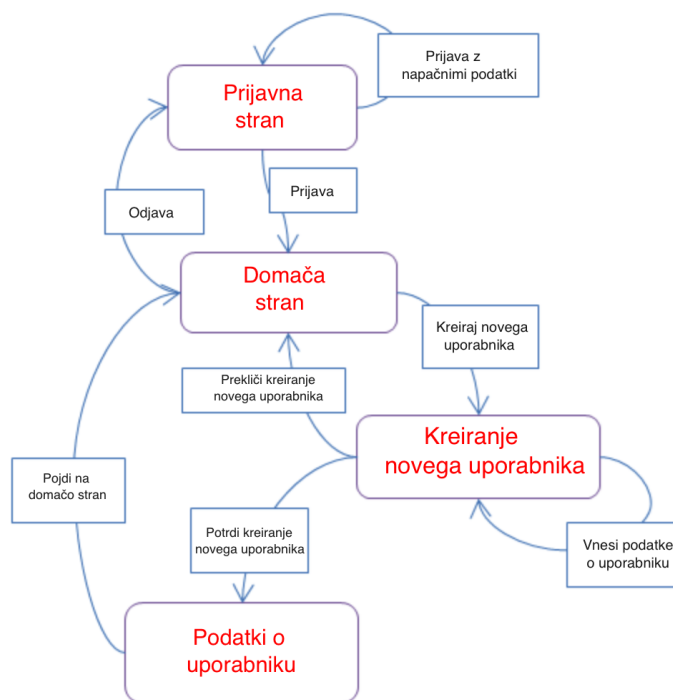 Prijava z
napačnimi podatki
Prijavna
stran
Prijava
Odjava
Domača
stran
Kreiraj novega
uporabnika
Prekliči kreiranje
novega uporabnika
Kreiranje
novega uporabnika
Pojdi na
domačo stran
Potrdi kreiranje
novega uporabnika
Vnesi podatke
o uporabniku
Podatki o
uporabniku